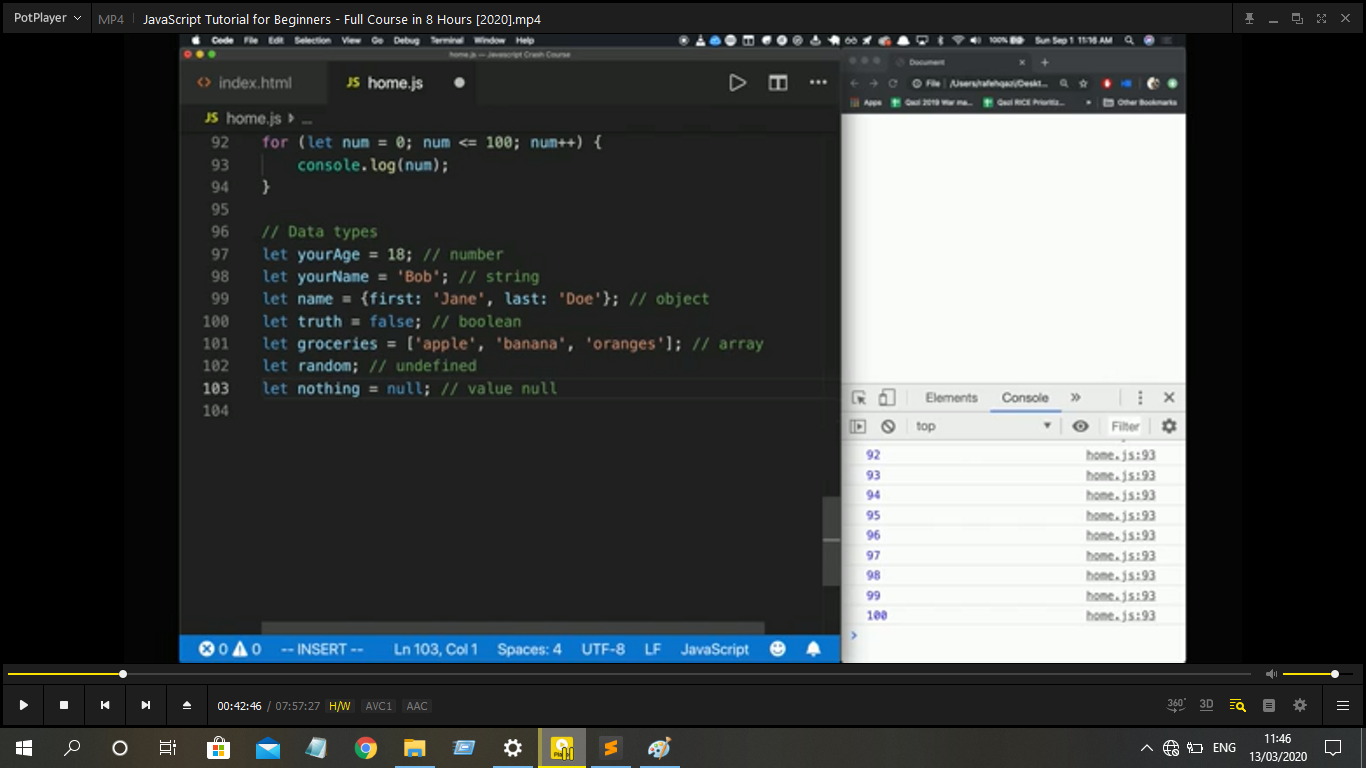 PotPlayer MP4 JavaScript Tutorial for Beginners - Full Course in 8 Hours [2020].mp4
Code File Edit Selection View Go Debug Terminal Window Help 100% Sun Sep 1 11:16 AM
home.js — Javascript Crash Course
index.html JS home.js
JS home.js ...
92 for (let num = 0; num <= 100; num++) {
93 console.log(num);
94 }
95
96 // Data types
97 let yourAge = 18; // number
98 let yourName = 'Bob'; // string
99 let name = {first: 'Jane', last: 'Doe'}; // object
100 let truth = false; // boolean
101 let groceries = ['apple', 'banana', 'oranges']; // array
102 let random; // undefined
103 let nothing = null; // value null
104
0 0 -- INSERT -- Ln 103, Col 1 Spaces: 4 UTF-8 LF JavaScript
Document
File /Users/rafehqazi/Deskt...
Apps Qazi 2019 War ma... Qazi RICE Prioritiz... » Other Bookmarks
Elements Console »
top Filter
92 home.js:93
93 home.js:93
94 home.js:93
95 home.js:93
96 home.js:93
97 home.js:93
98 home.js:93
99 home.js:93
100 home.js:93
>
00:42:46 / 07:57:27 H/W AVC1 AAC 360° 3D
ENG 11:46
13/03/2020